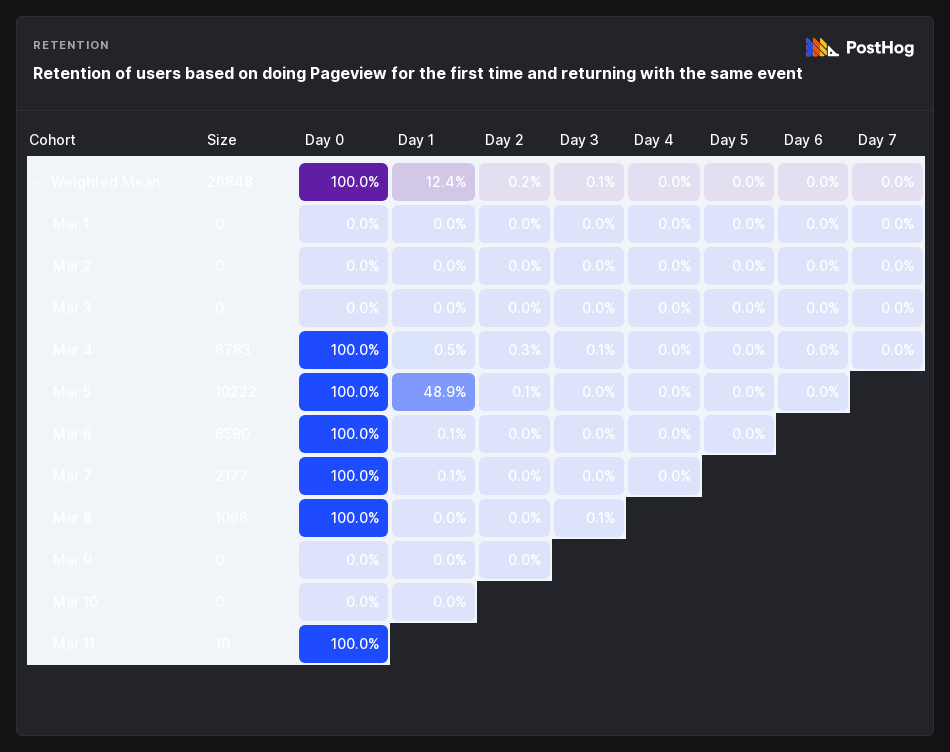 RETENTION
PostHog
Retention of users based on doing Pageview for the first time and returning with the same event
Cohort Size Day 0 Day 1 Day 2 Day 3 Day 4 Day 5 Day 6 Day 7
Weighted Mean 26848 100.0% 12.4% 0.2% 0.1% 0.0% 0.0% 0.0% 0.0%
Mar 1 0 0.0% 0.0% 0.0% 0.0% 0.0% 0.0% 0.0% 0.0%
Mar 2 0 0.0% 0.0% 0.0% 0.0% 0.0% 0.0% 0.0% 0.0%
Mar 3 0 0.0% 0.0% 0.0% 0.0% 0.0% 0.0% 0.0% 0.0%
Mar 4 6783 100.0% 0.5% 0.3% 0.1% 0.0% 0.0% 0.0% 0.0%
Mar 5 10222 100.0% 48.9% 0.1% 0.0% 0.0% 0.0% 0.0%
Mar 6 6590 100.0% 0.1% 0.0% 0.0% 0.0% 0.0%
Mar 7 2177 100.0% 0.1% 0.0% 0.0% 0.0%
Mar 8 1066 100.0% 0.0% 0.0% 0.1%
Mar 9 0 0.0% 0.0% 0.0%
Mar 10 0 0.0% 0.0%
Mar 11 10 100.0%